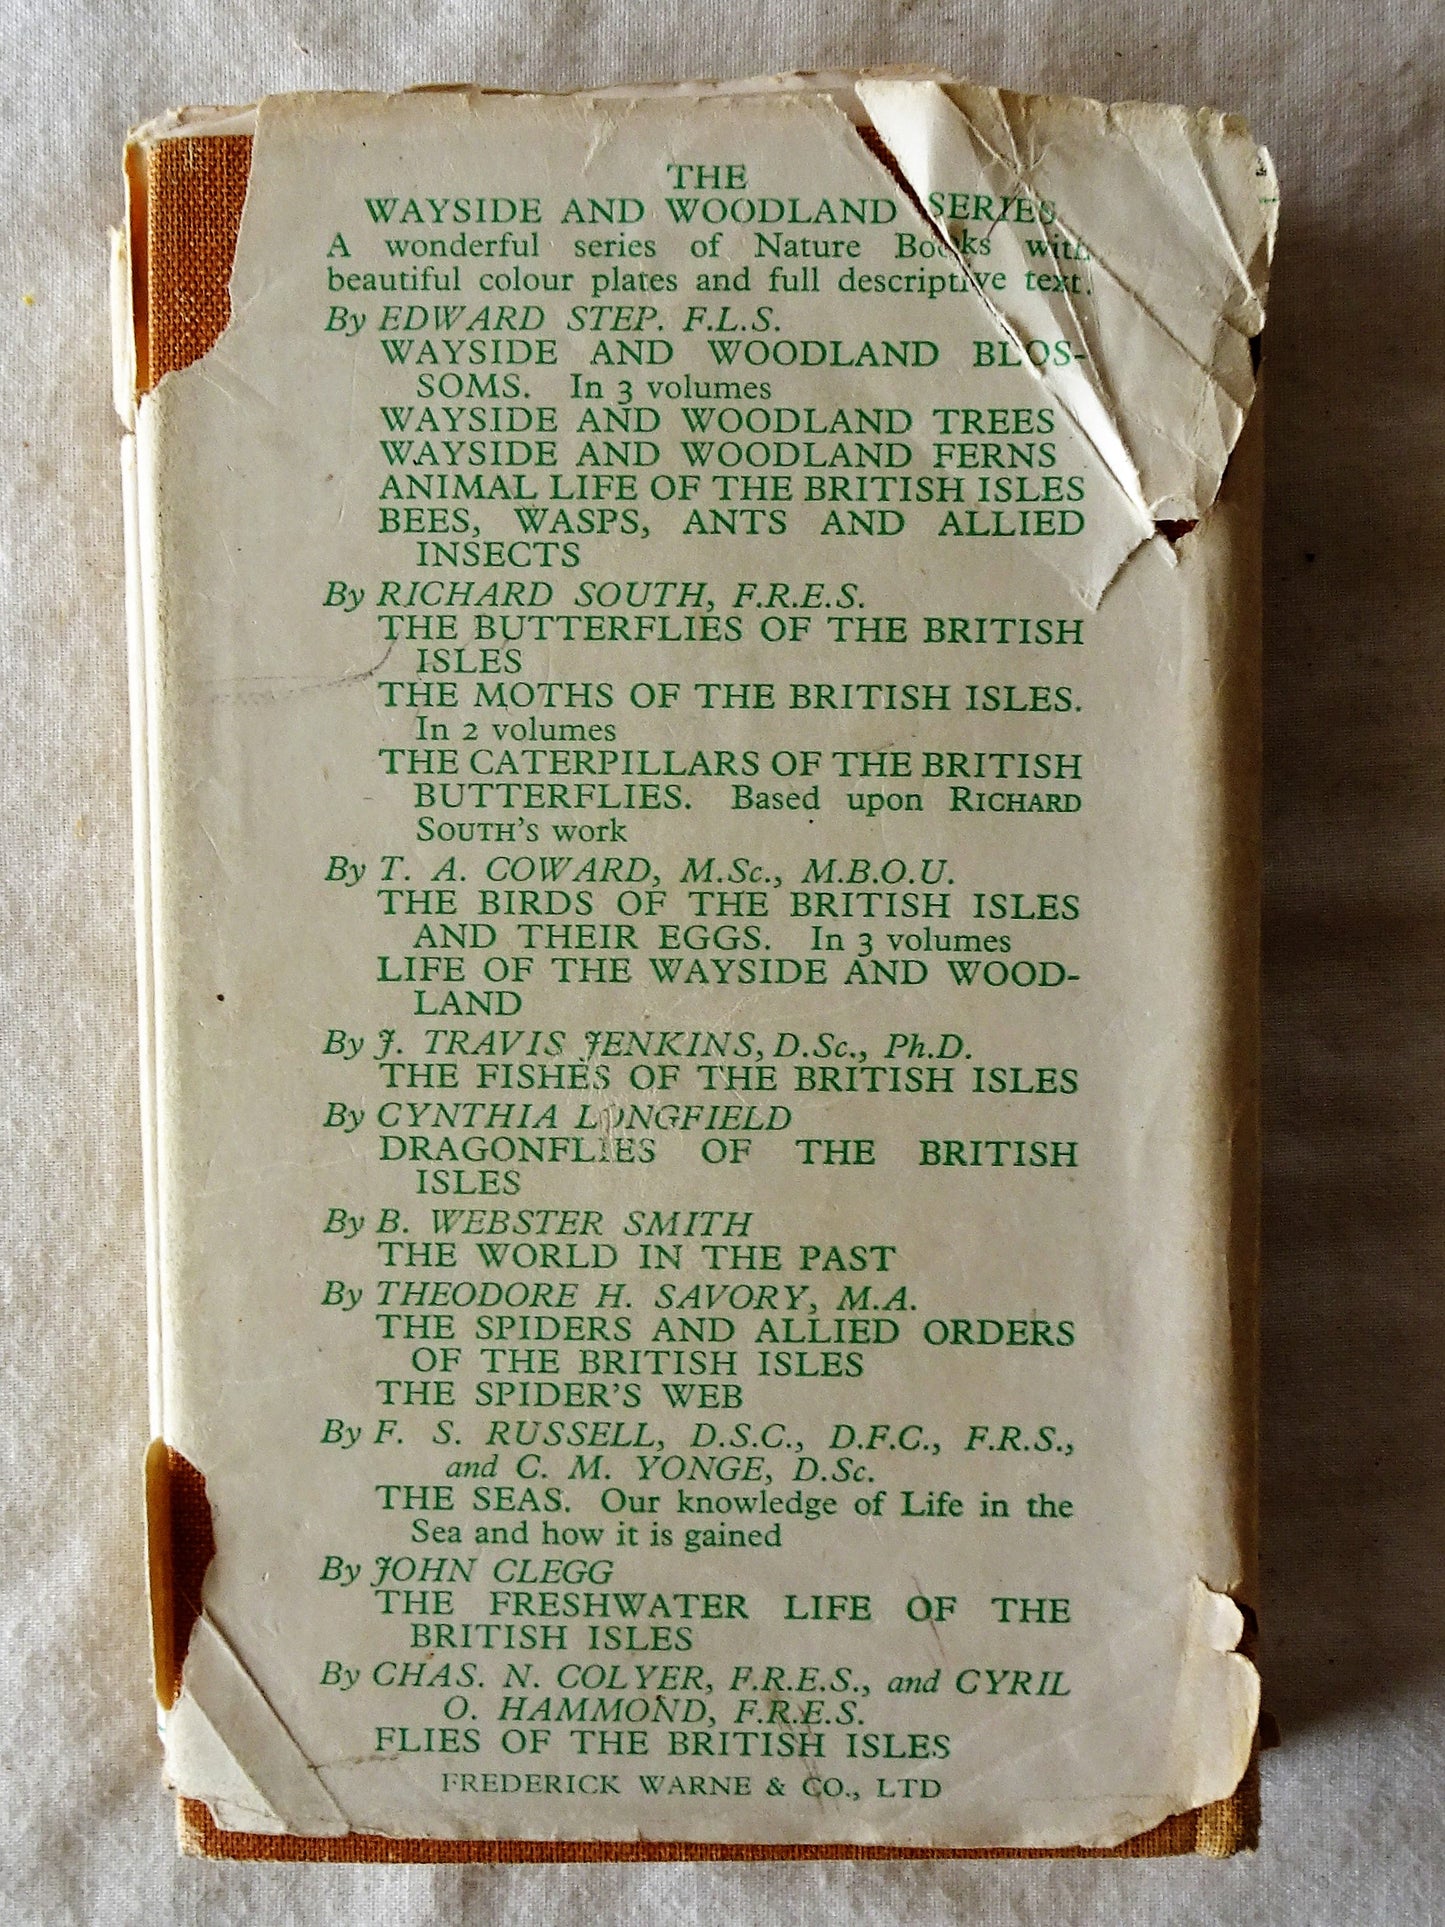 THE
WAYSIDE AND WOODLAND SERIES
A wonderful series of Nature Books with
beautiful colour plates and full descriptive text.
By EDWARD STEP. F.L.S.
WAYSIDE AND WOODLAND BLOS-
SOMS. In 3 volumes
WAYSIDE AND WOODLAND TREES
WAYSIDE AND WOODLAND FERNS
ANIMAL LIFE OF THE BRITISH ISLES
BEES, WASPS, ANTS AND ALLIED
INSECTS
By RICHARD SOUTH, F.R.E.S.
THE BUTTERFLIES OF THE BRITISH
ISLES
THE MOTHS OF THE BRITISH ISLES.
In 2 volumes
THE CATERPILLARS OF THE BRITISH
BUTTERFLIES. Based upon RICHARD
SOUTH'S work
By T. A. COWARD, M.Sc., M.B.O.U.
THE BIRDS OF THE BRITISH ISLES
AND THEIR EGGS. In 3 volumes
LIFE OF THE WAYSIDE AND WOOD-
LAND
By J. TRAVIS JENKINS, D.Sc., Ph.D.
THE FISHES OF THE BRITISH ISLES
By CYNTHIA LONGFIELD
DRAGONFLIES OF THE BRITISH
ISLES
By B. WEBSTER SMITH
THE WORLD IN THE PAST
By THEODORE H. SAVORY, M.A.
THE SPIDERS AND ALLIED ORDERS
OF THE BRITISH ISLES
THE SPIDER'S WEB
By F. S. RUSSELL, D.S.C., D.F.C., F.R.S.,
and C. M. YONGE, D.Sc.
THE SEAS. Our knowledge of Life in the
Sea and how it is gained
By JOHN CLEGG
THE FRESHWATER LIFE OF THE
BRITISH ISLES
By CHAS. N. COLYER, F.R.E.S., and CYRIL
O. HAMMOND, F.R.E.S.
FLIES OF THE BRITISH ISLES
FREDERICK WARNE & CO., LTD